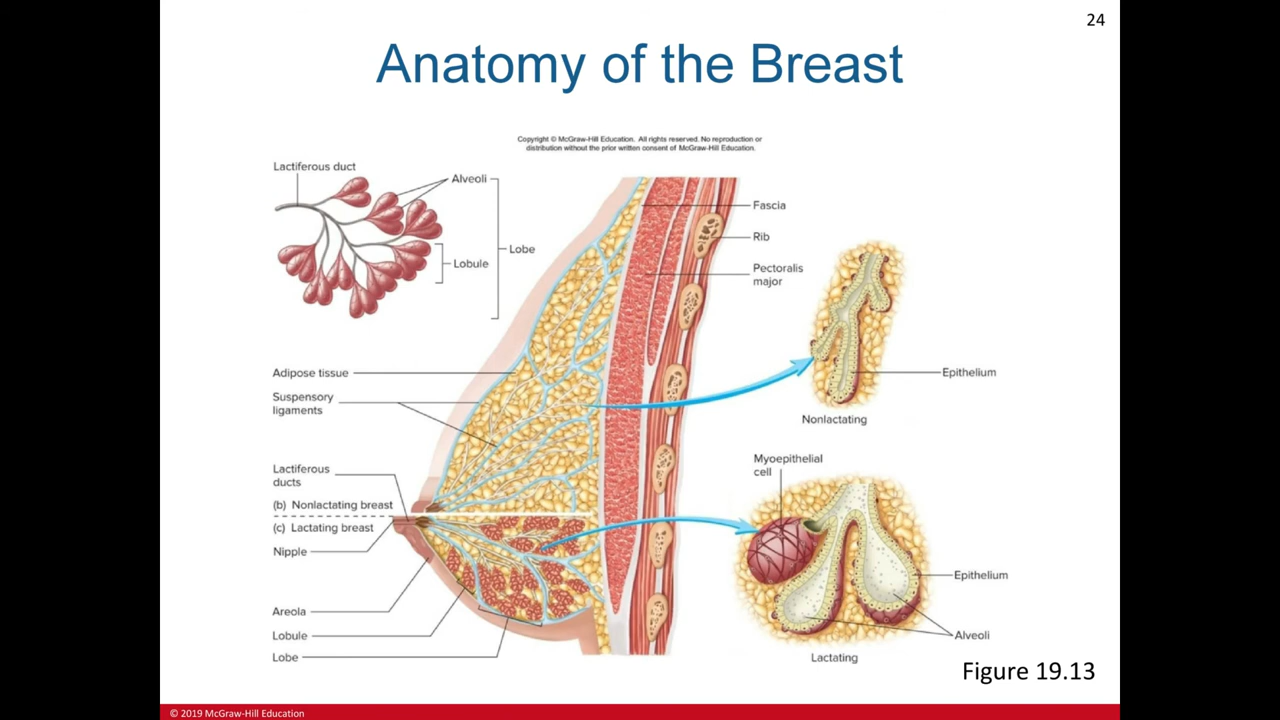 24
Anatomy of the Breast
Copyright © McGraw-Hill Education. All rights reserved. No reproduction or
distribution without the prior written consent of McGraw-Hill Education.
Lactiferous duct
Alveoli
Lobe
Lobule
Fascia
Rib
Pectoralis
major
Adipose tissue
Suspensory
ligaments
Epithelium
Nonlactating
Lactiferous
ducts
(b) Nonlactating breast
(c) Lactating breast
Nipple
Areola
Lobule
Lobe
Myoepithelial
cell
Epithelium
Alveoli
Lactating
Figure 19.13
© 2019 McGraw-Hill Education